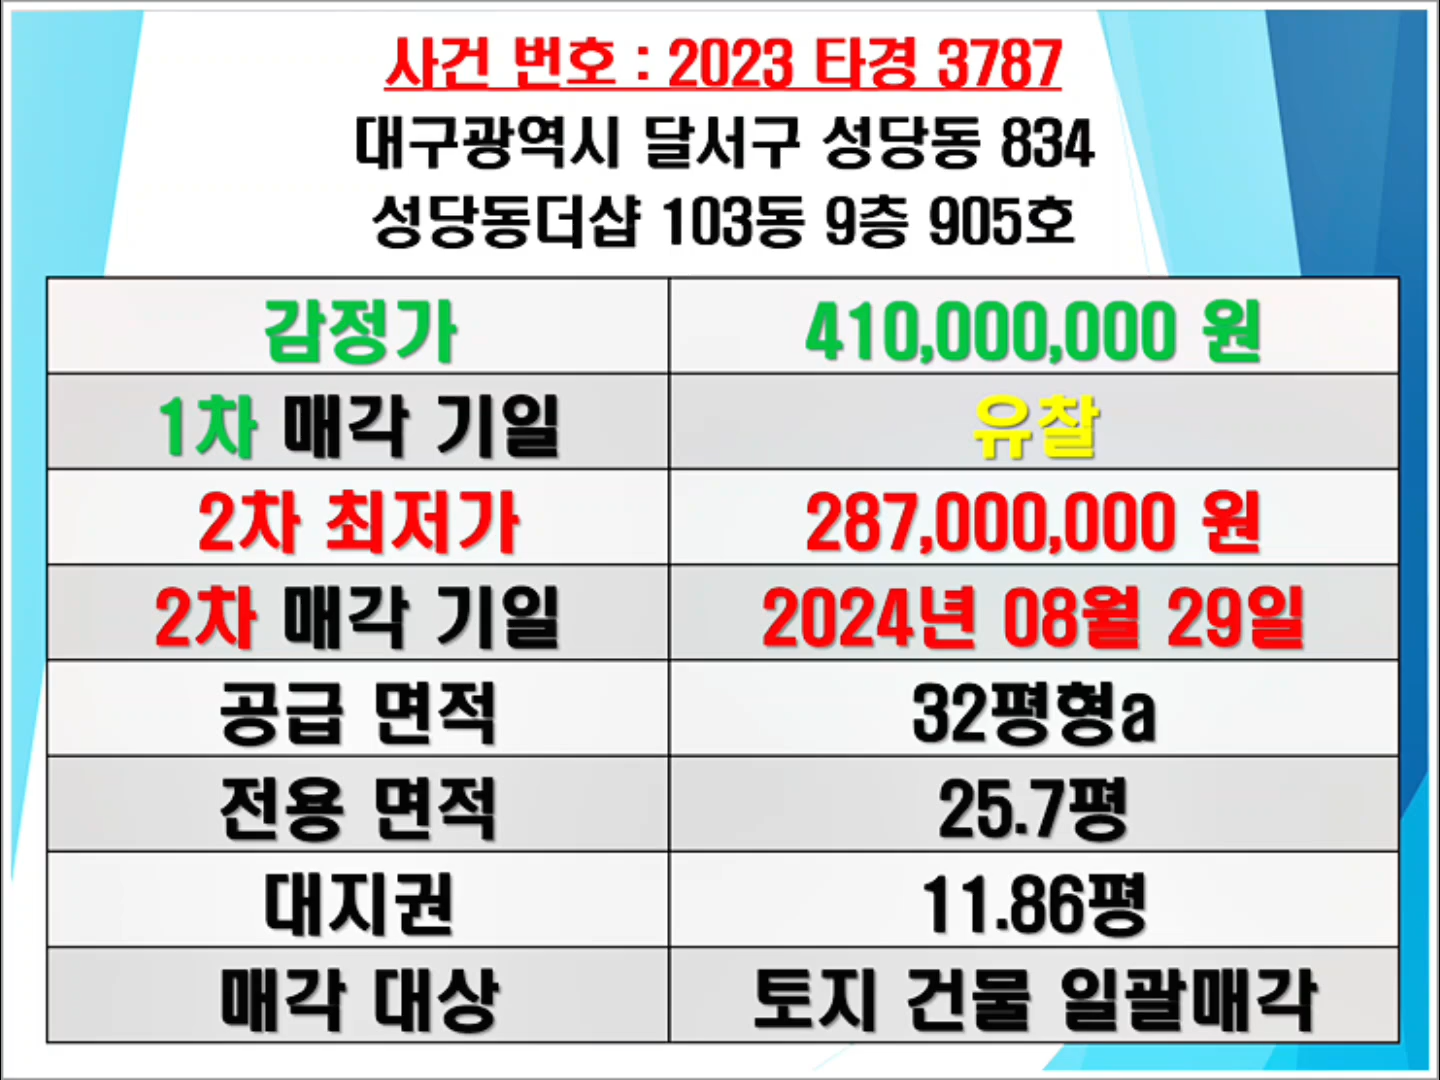 사건 번호 : 2023 타경 3787
대구광역시 달서구 성당동 834
성당동더샵 103동 9층 905호
감정가 410,000,000 원
1차 매각 기일 유찰
2차 최저가 287,000,000 원
2차 매각 기일 2024년 08월 29일
공급 면적 32평형a
전용 면적 25.7평
대지권 11.86평
매각 대상 토지 건물 일괄매각